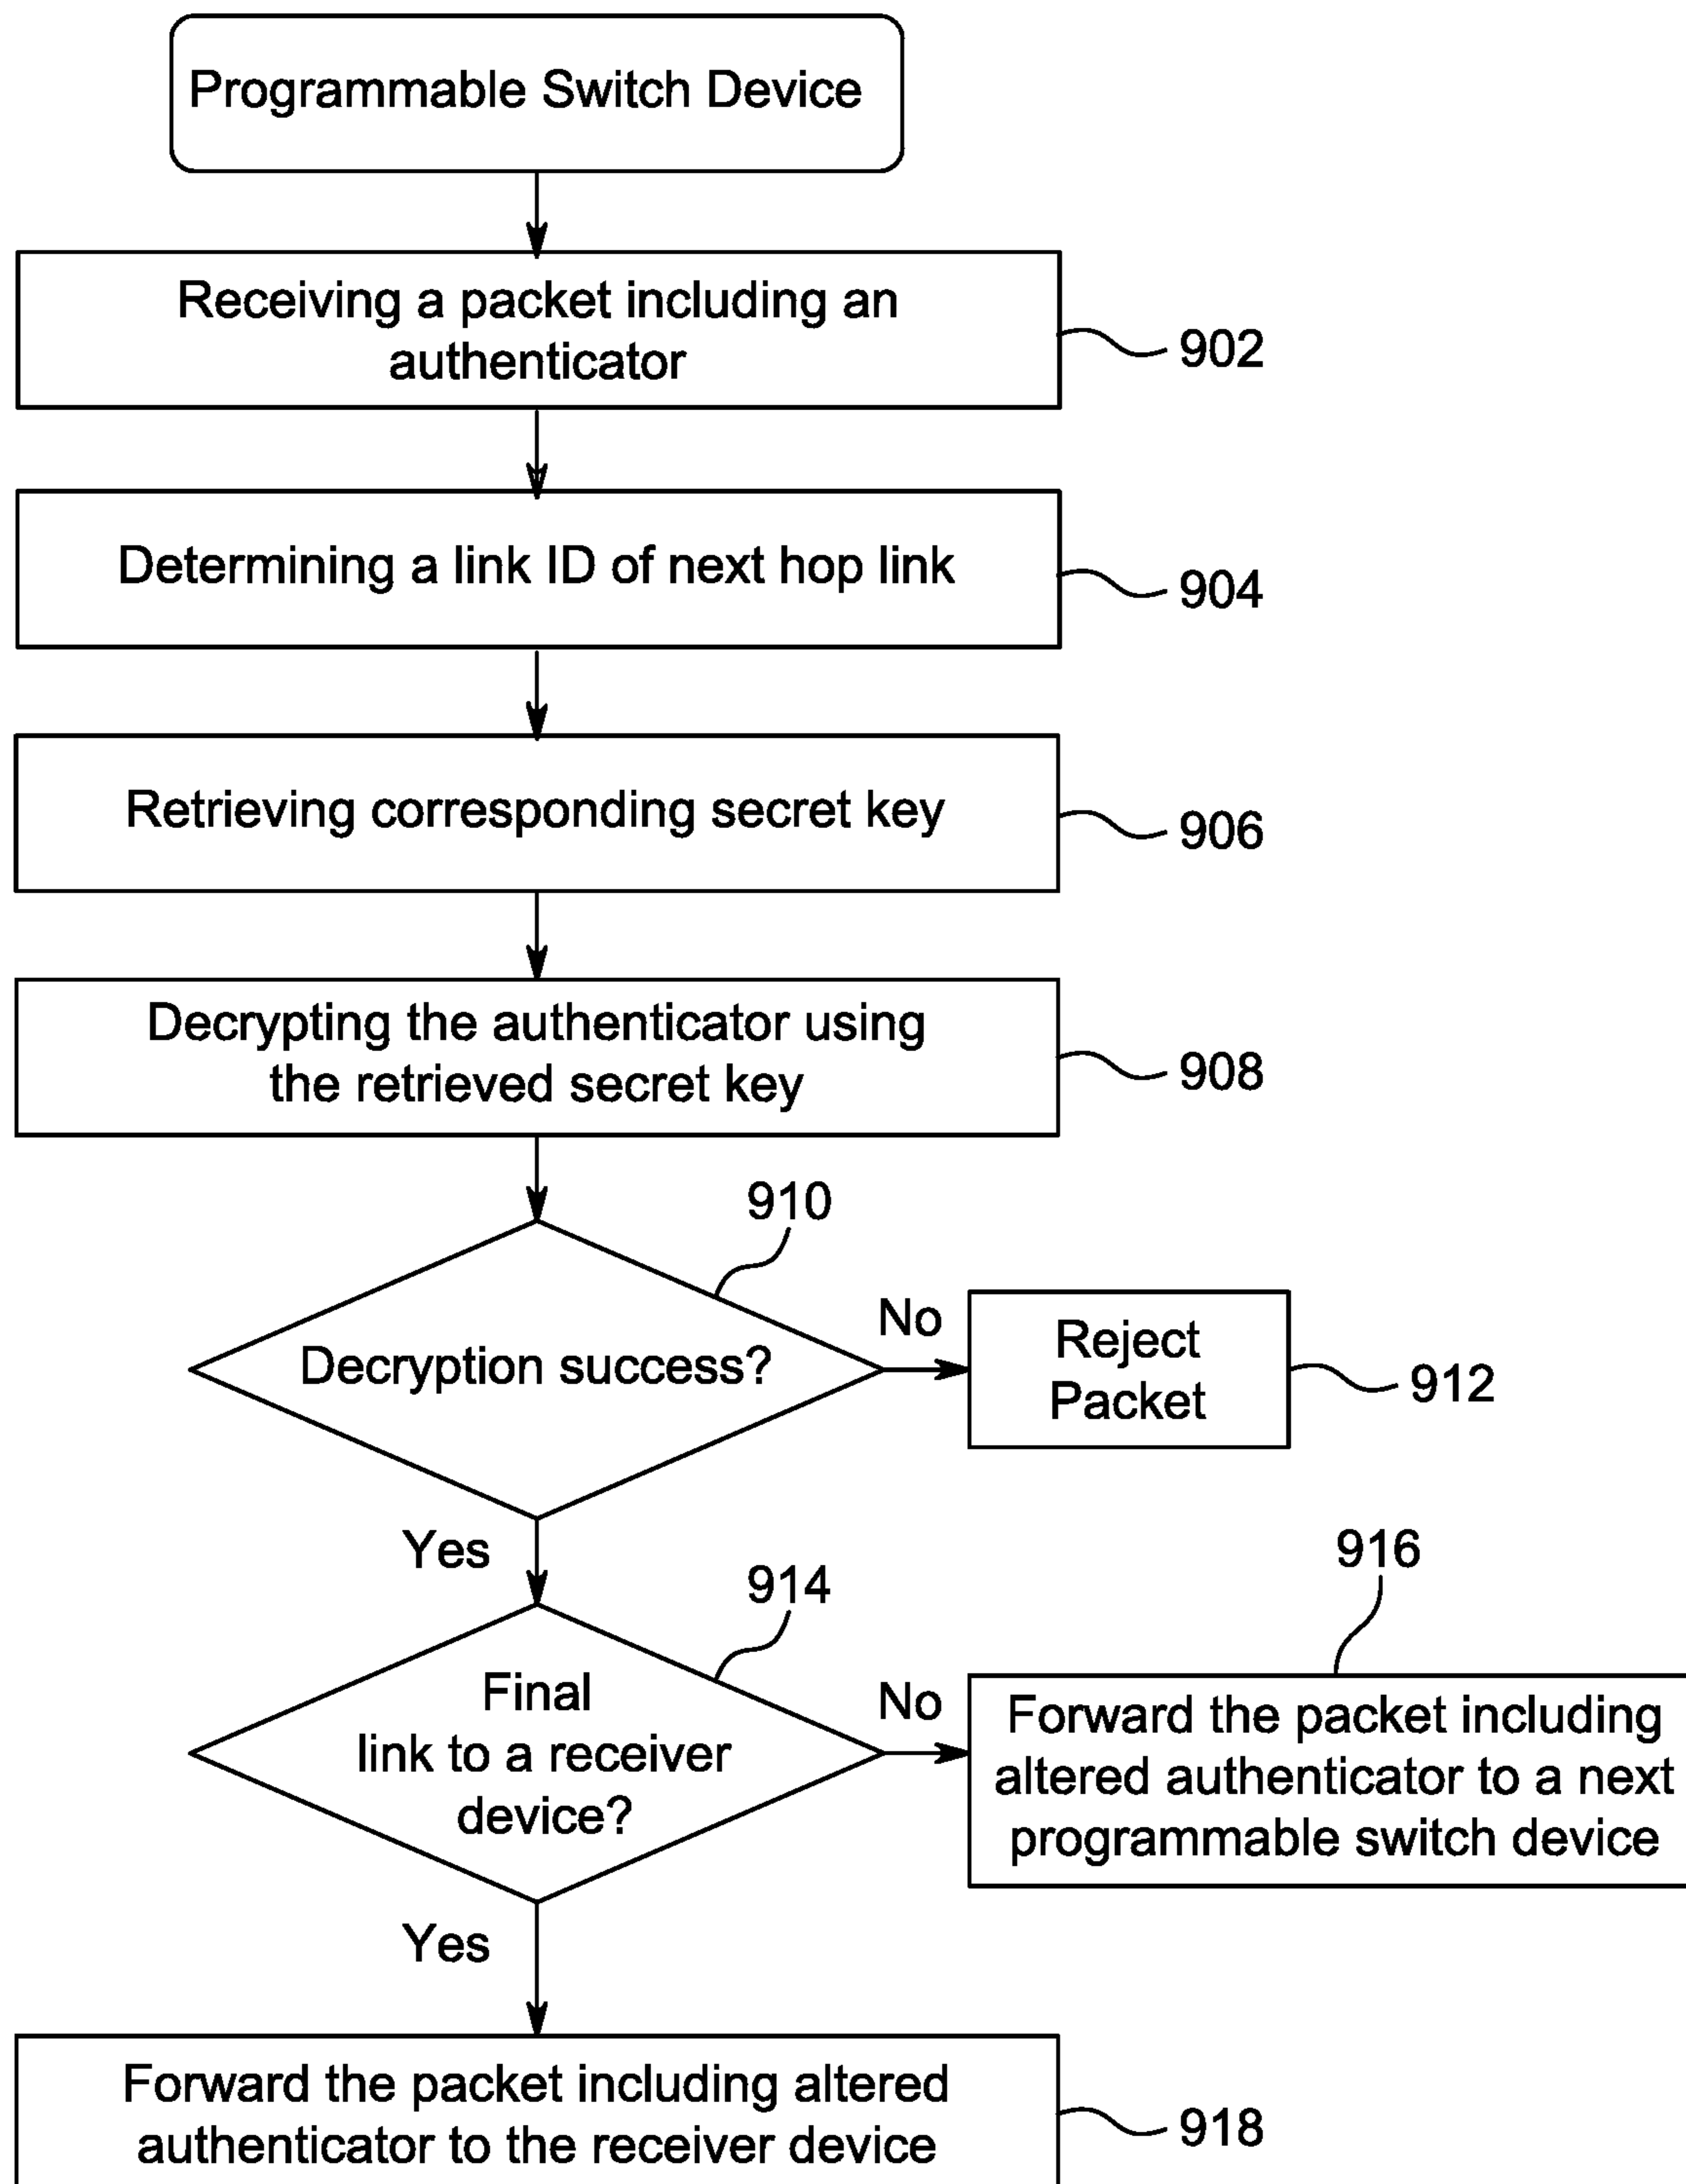 Programmable Switch Device
Receiving a packet including an
authenticator
902
Determining a link ID of next hop link
904
Retrieving corresponding secret key
906
Decrypting the authenticator using
the retrieved secret key
908
910
Decryption success?
No
Reject
Packet
912
Yes
914
916
Final
link to a receiver
device?
No
Forward the packet including
altered authenticator to a next
programmable switch device
Yes
Forward the packet including altered
authenticator to the receiver device
918